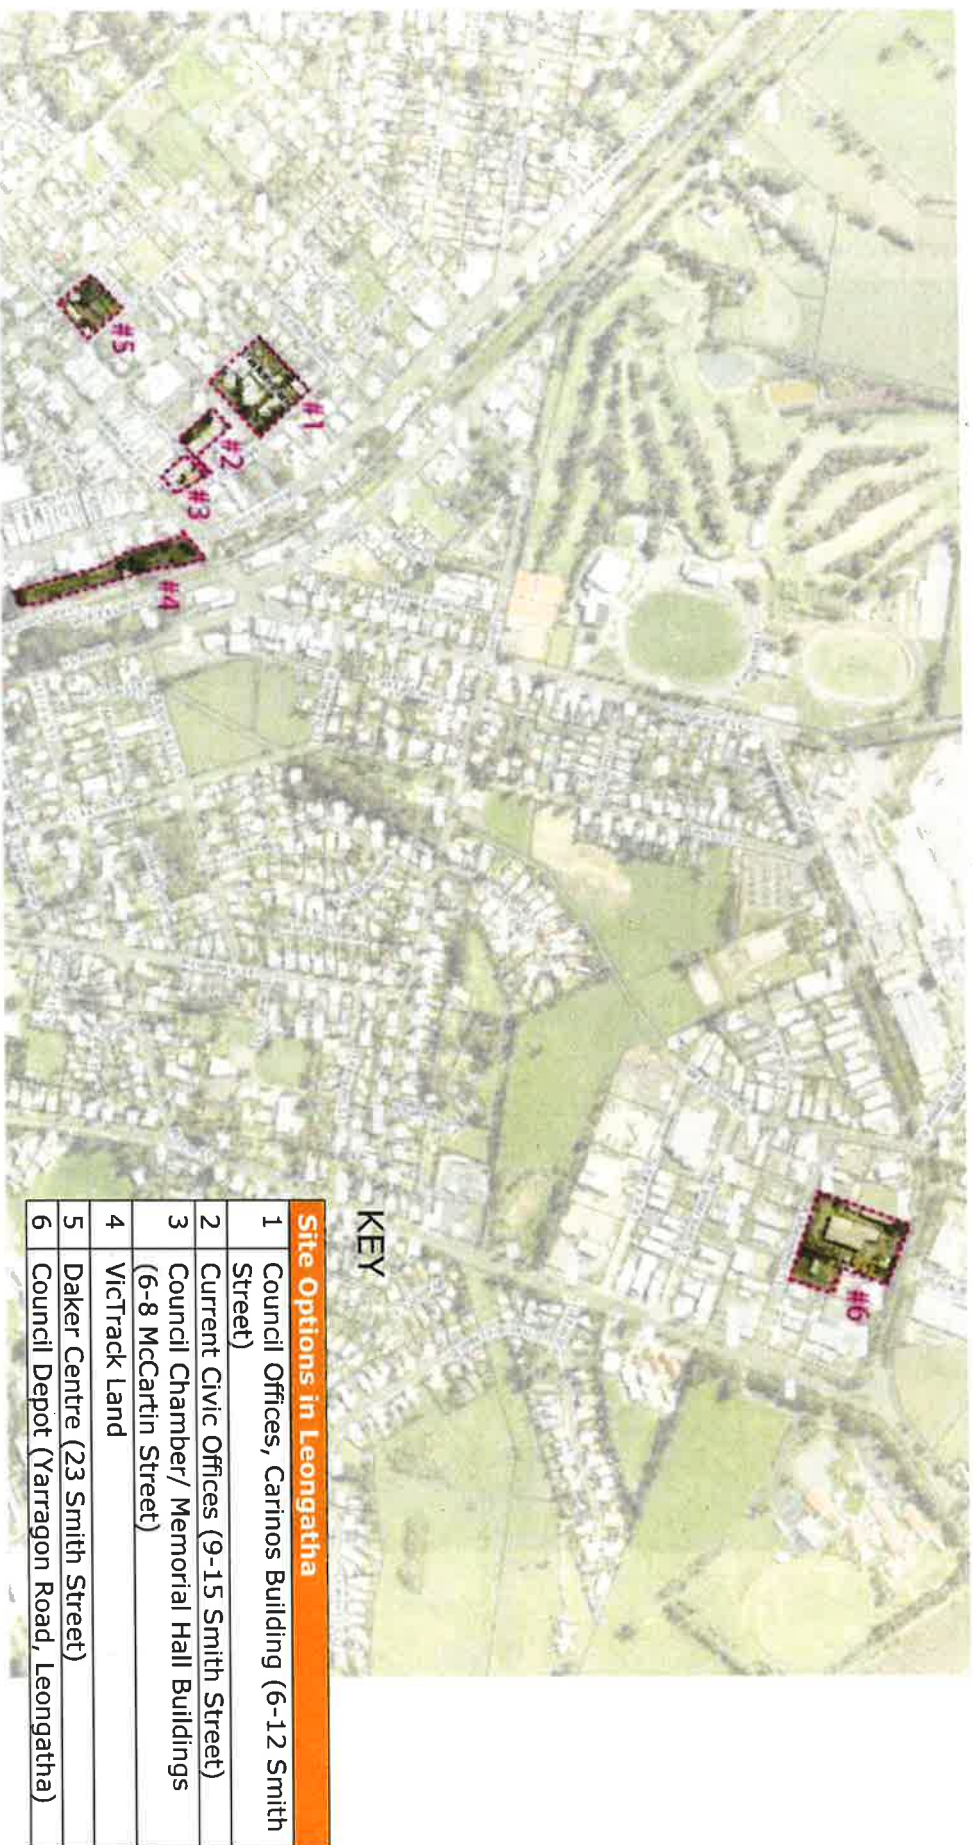 #1
#2
#3
#4
#5
#6
KEY
Site Options in Leongatha
1 Council Offices, Carinos Building (6-12 Smith
Street)
2 Current Civic Offices (9-15 Smith Street)
3 Council Chamber/ Memorial Hall Buildings
(6-8 McCartin Street)
4 VicTrack Land
5 Daker Centre (23 Smith Street)
6 Council Depot (Yarragon Road, Leongatha)